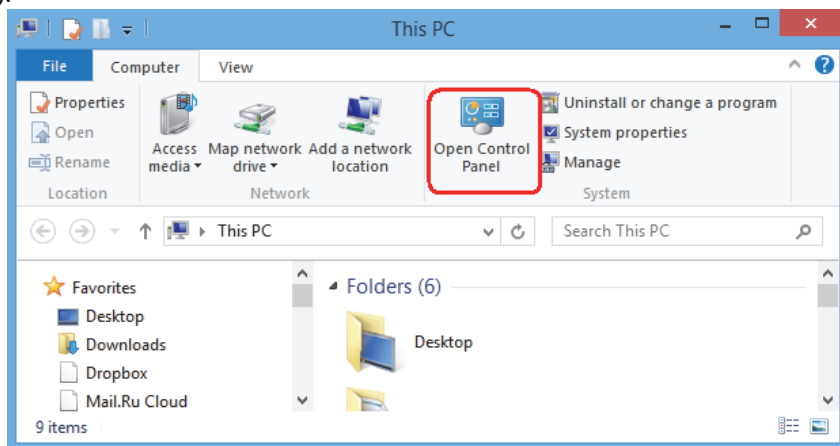 y.
This PC
File Computer View
Properties
Open
Rename
Access media
Map network drive
Add a network location
Open Control Panel
Uninstall or change a program
System properties
Manage
Location Network System
This PC
Search This PC
Favorites
Desktop
Downloads
Dropbox
Mail.Ru Cloud
Folders (6)
Desktop
9 items